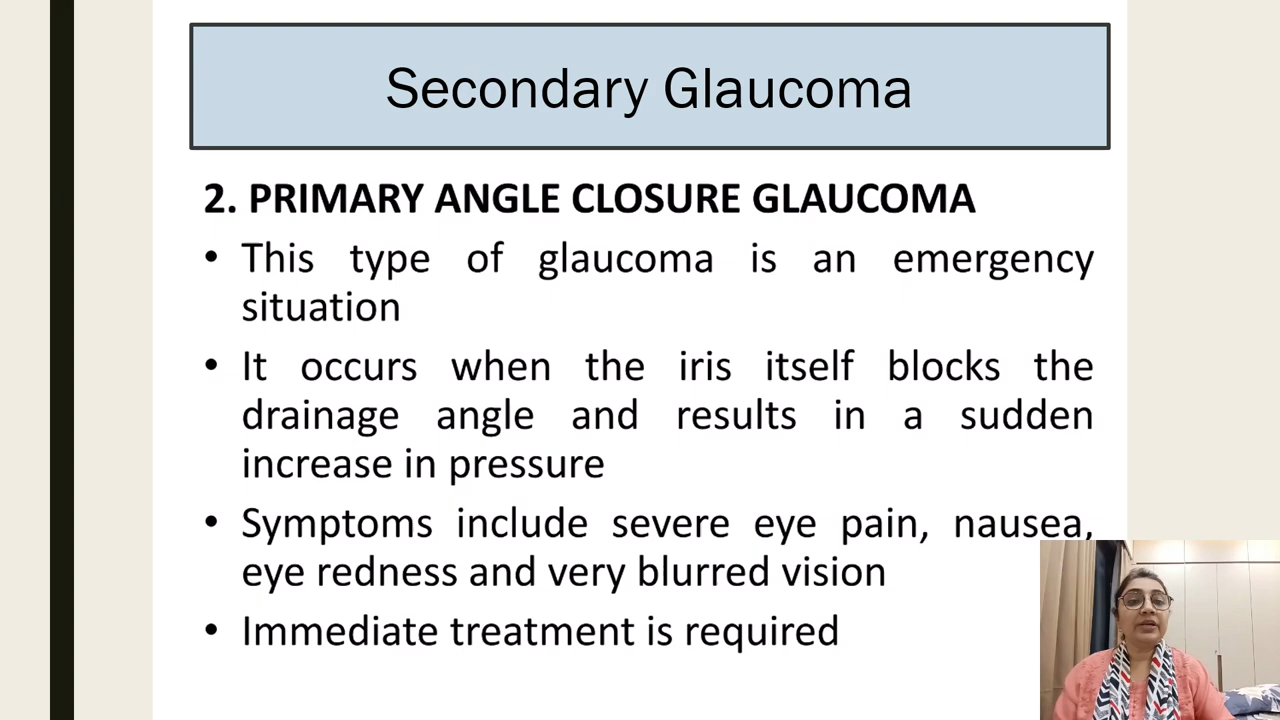 Secondary Glaucoma
2. PRIMARY ANGLE CLOSURE GLAUCOMA
• This type of glaucoma is an emergency
situation
• It occurs when the iris itself blocks the
drainage angle and results in a sudden
increase in pressure
• Symptoms include severe eye pain, nausea,
eye redness and very blurred vision
• Immediate treatment is required